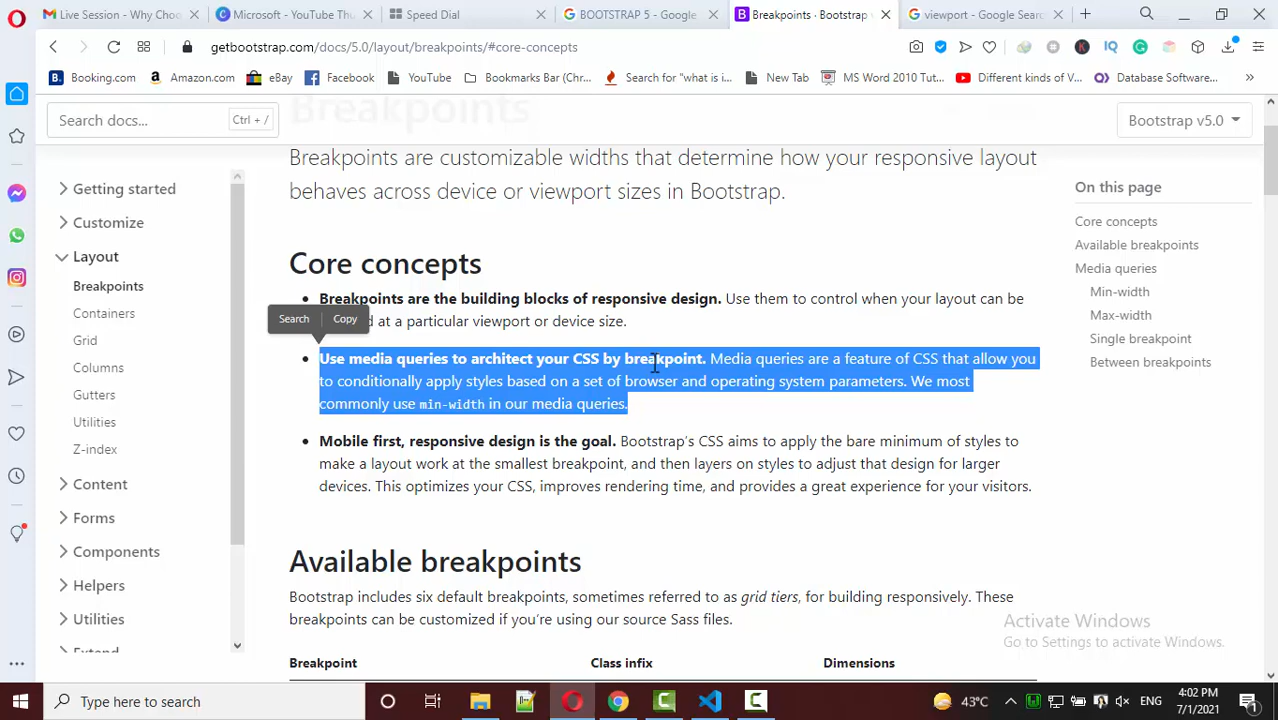 Live Session - Why Choo
Microsoft - YouTube Thu
Speed Dial
BOOTSTRAP 5 - Google
Breakpoints · Bootstrap v
viewport - Google Searc
getbootstrap.com/docs/5.0/layout/breakpoints/#core-concepts
Booking.com
Amazon.com
eBay
Facebook
YouTube
Bookmarks Bar (Chr...
Search for "what is i...
New Tab
MS Word 2010 Tut...
Different kinds of V...
Database Software...
Search docs...
Ctrl + /
Bootstrap v5.0
Getting started
Customize
Layout
Breakpoints
Containers
Grid
Columns
Gutters
Utilities
Z-index
Content
Forms
Components
Helpers
Utilities
Extend
Breakpoints
Breakpoints are customizable widths that determine how your responsive layout
behaves across device or viewport sizes in Bootstrap.
Core concepts
• Breakpoints are the building blocks of responsive design. Use them to control when your layout can be
at a particular viewport or device size.
Search
Copy
• Use media queries to architect your CSS by breakpoint. Media queries are a feature of CSS that allow you
to conditionally apply styles based on a set of browser and operating system parameters. We most
commonly use min-width in our media queries.
• Mobile first, responsive design is the goal. Bootstrap's CSS aims to apply the bare minimum of styles to
make a layout work at the smallest breakpoint, and then layers on styles to adjust that design for larger
devices. This optimizes your CSS, improves rendering time, and provides a great experience for your visitors.
Available breakpoints
Bootstrap includes six default breakpoints, sometimes referred to as grid tiers, for building responsively. These
breakpoints can be customized if you're using our source Sass files.
Breakpoint
Class infix
Dimensions
On this page
Core concepts
Available breakpoints
Media queries
Min-width
Max-width
Single breakpoint
Between breakpoints
Activate Windows
Go to Settings to activate Windows.
Type here to search
43°C
ENG
4:02 PM
7/1/2021
1